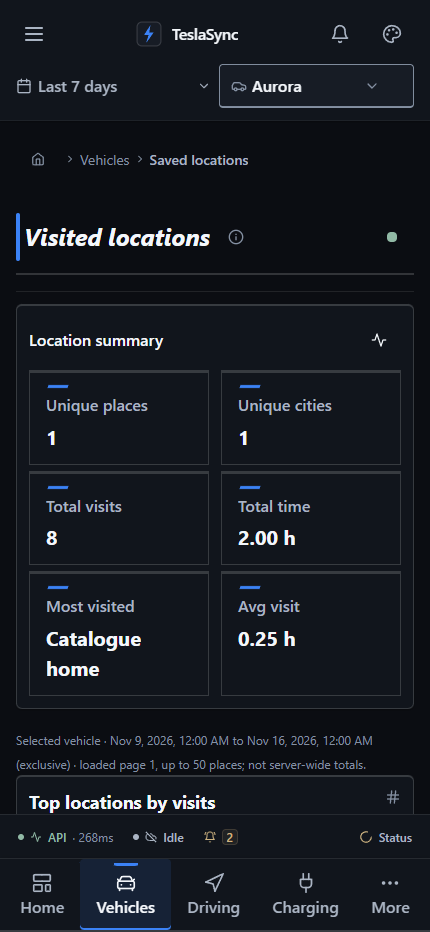 TeslaSync
Last 7 days
Aurora
Vehicles
Saved locations
Visited locations
Location summary
Unique places
1
Unique cities
1
Total visits
8
Total time
2.00 h
Most visited
Catalogue
home
Avg visit
0.25 h
Selected vehicle · Nov 9, 2026, 12:00 AM to Nov 16, 2026, 12:00 AM
(exclusive) · loaded page 1, up to 50 places; not server-wide totals.
Top locations by visits
API · 268ms
Idle
2
Status
Home
Vehicles
Driving
Charging
More